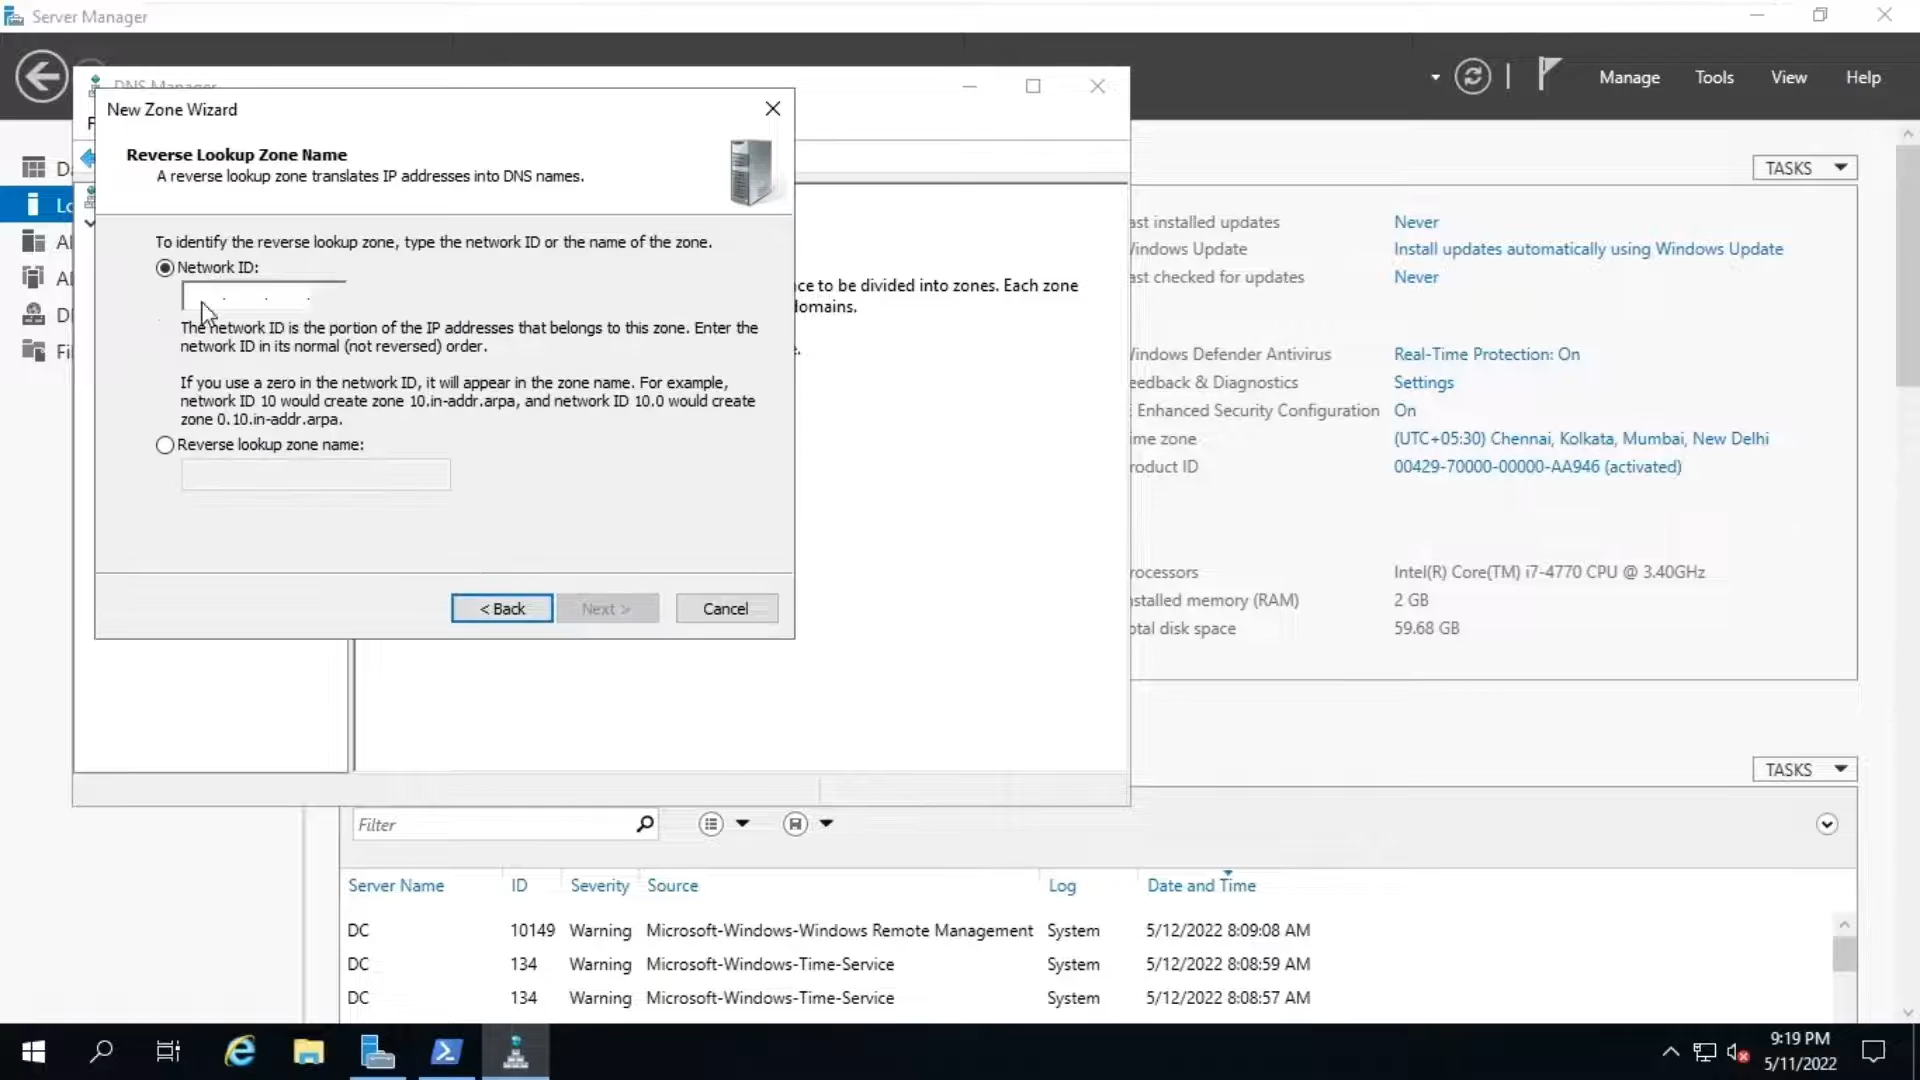 Server Manager
Manage
Tools
View
Help
DNS Manager
New Zone Wizard
Reverse Lookup Zone Name
A reverse lookup zone translates IP addresses into DNS names.
To identify the reverse lookup zone, type the network ID or the name of the zone.
Network ID:
. . .
The network ID is the portion of the IP addresses that belongs to this zone. Enter the
network ID in its normal (not reversed) order.
If you use a zero in the network ID, it will appear in the zone name. For example,
network ID 10 would create zone 10.in-addr.arpa, and network ID 10.0 would create
zone 0.10.in-addr.arpa.
Reverse lookup zone name:
< Back
Next >
Cancel
ce to be divided into zones. Each zone
omains.
TASKS
ast installed updates
Never
indows Update
Install updates automatically using Windows Update
ast checked for updates
Never
indows Defender Antivirus
Real-Time Protection: On
eedback & Diagnostics
Settings
Enhanced Security Configuration
On
ime zone
(UTC+05:30) Chennai, Kolkata, Mumbai, New Delhi
roduct ID
00429-70000-00000-AA946 (activated)
rocessors
Intel(R) Core(TM) i7-4770 CPU @ 3.40GHz
nstalled memory (RAM)
2 GB
otal disk space
59.68 GB
TASKS
Filter
Server Name ID Severity Source Log Date and Time
DC 10149 Warning Microsoft-Windows-Windows Remote Management System 5/12/2022 8:09:08 AM
DC 134 Warning Microsoft-Windows-Time-Service System 5/12/2022 8:08:59 AM
DC 134 Warning Microsoft-Windows-Time-Service System 5/12/2022 8:08:57 AM
9:19 PM
5/11/2022